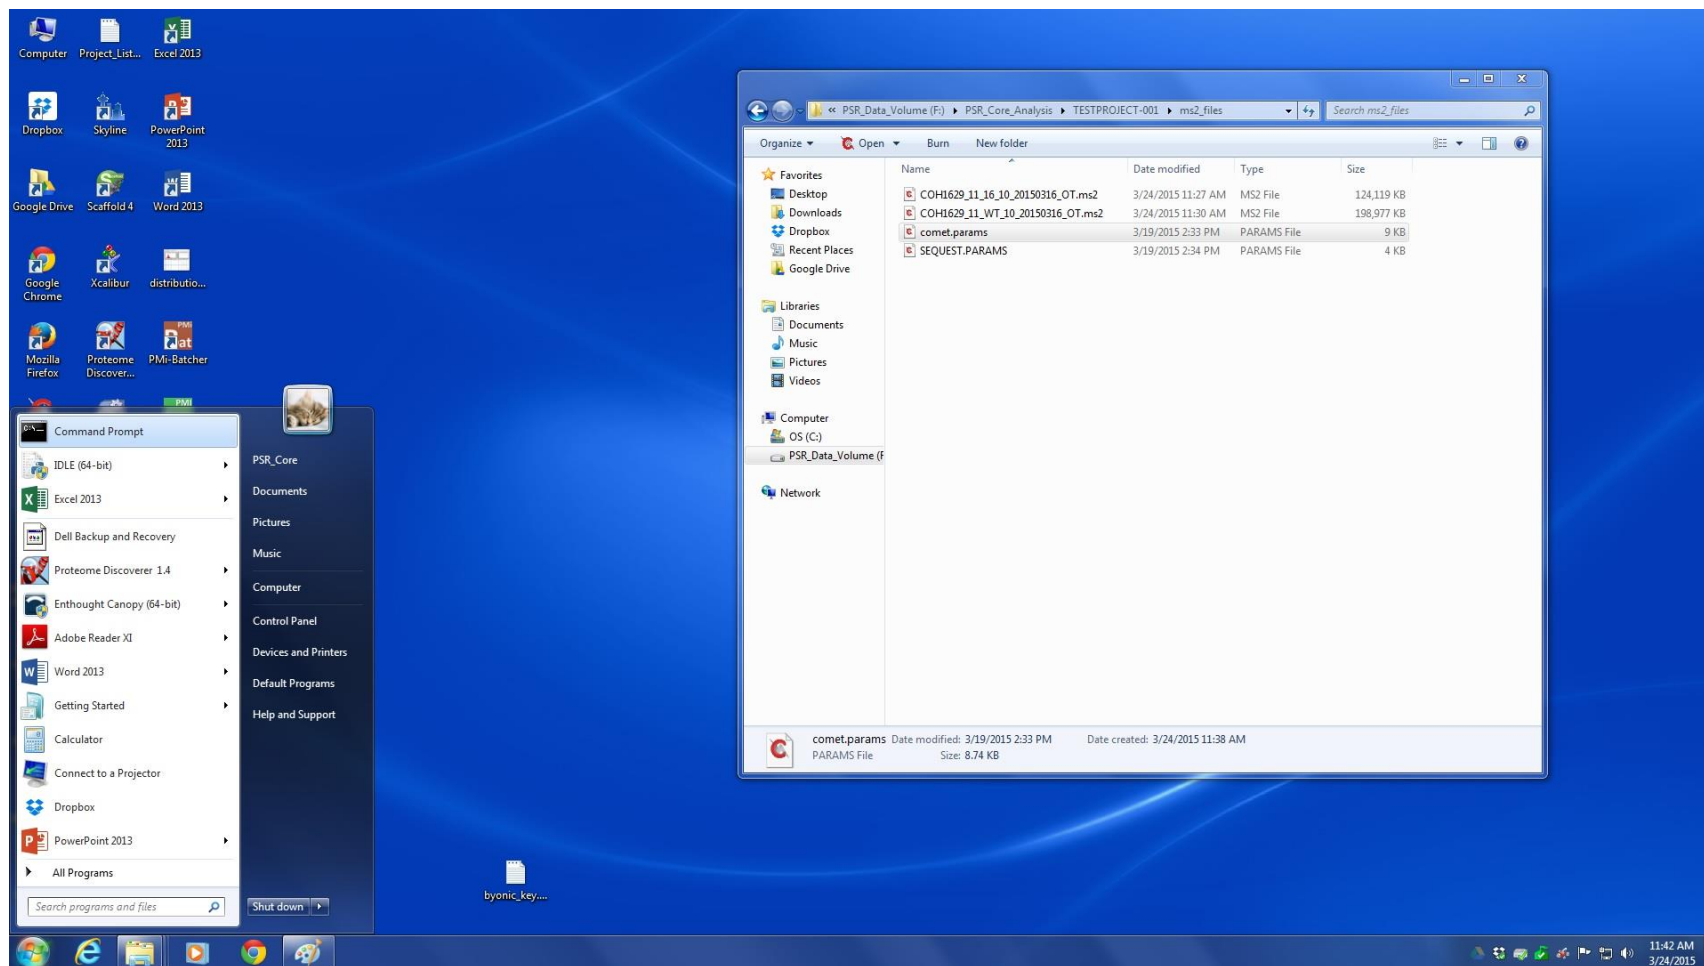 Computer
Project_List...
Excel 2013
Dropbox
Skyline
PowerPoint
2013
Google Drive
Scaffold 4
Word 2013
Google
Chrome
Xcalibur
distributio...
Mozilla
Firefox
Proteome
Discover...
PMi
Bat
PMi-Batcher
PMI
Command Prompt
IDLE (64-bit)
Excel 2013
Dell Backup and Recovery
Proteome Discoverer 1.4
Enthought Canopy (64-bit)
Adobe Reader XI
Word 2013
Getting Started
Calculator
Connect to a Projector
Dropbox
PowerPoint 2013
All Programs
Search programs and files
PSR_Core
Documents
Pictures
Music
Computer
Control Panel
Devices and Printers
Default Programs
Help and Support
Shut down
byonic_key....
« PSR_Data_Volume (F:) ▸ PSR_Core_Analysis ▸ TESTPROJECT-001 ▸ ms2_files
Search ms2_files
Organize Open Burn New folder
Favorites
Desktop
Downloads
Dropbox
Recent Places
Google Drive
Libraries
Documents
Music
Pictures
Videos
Computer
OS (C:)
PSR_Data_Volume (F
Network
Name Date modified Type Size
COH1629_11_16_10_20150316_OT.ms2 3/24/2015 11:27 AM MS2 File 124,119 KB
COH1629_11_WT_10_20150316_OT.ms2 3/24/2015 11:30 AM MS2 File 198,977 KB
comet.params 3/19/2015 2:33 PM PARAMS File 9 KB
SEQUEST.PARAMS 3/19/2015 2:34 PM PARAMS File 4 KB
comet.params Date modified: 3/19/2015 2:33 PM Date created: 3/24/2015 11:38 AM
PARAMS File Size: 8.74 KB
11:42 AM
3/24/2015